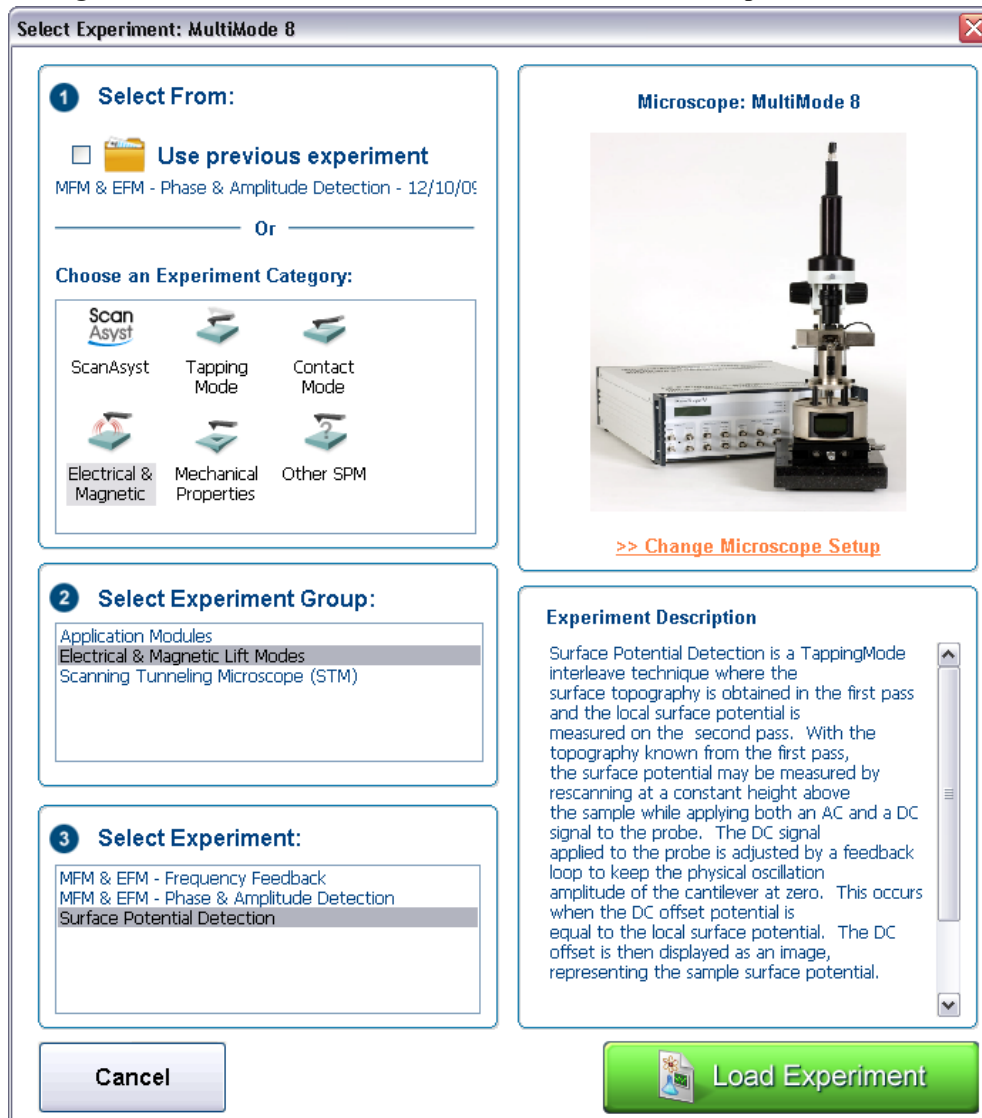 Select Experiment: MultiMode 8
1 Select From:
Use previous experiment
MFM & EFM - Phase & Amplitude Detection - 12/10/09
Or
Choose an Experiment Category:
Scan
Asyst
ScanAsyst
Tapping
Mode
Contact
Mode
Electrical &
Magnetic
Mechanical
Properties
?
Other SPM
2 Select Experiment Group:
Application Modules
Electrical & Magnetic Lift Modes
Scanning Tunneling Microscope (STM)
3 Select Experiment:
MFM & EFM - Frequency Feedback
MFM & EFM - Phase & Amplitude Detection
Surface Potential Detection
Cancel
Microscope: MultiMode 8
>> Change Microscope Setup
Experiment Description
Surface Potential Detection is a TappingMode
interleave technique where the
surface topography is obtained in the first pass
and the local surface potential is
measured on the second pass. With the
topography known from the first pass,
the surface potential may be measured by
rescanning at a constant height above
the sample while applying both an AC and a DC
signal to the probe. The DC signal
applied to the probe is adjusted by a feedback
loop to keep the physical oscillation
amplitude of the cantilever at zero. This occurs
when the DC offset potential is
equal to the local surface potential. The DC
offset is then displayed as an image,
representing the sample surface potential.
Load Experiment